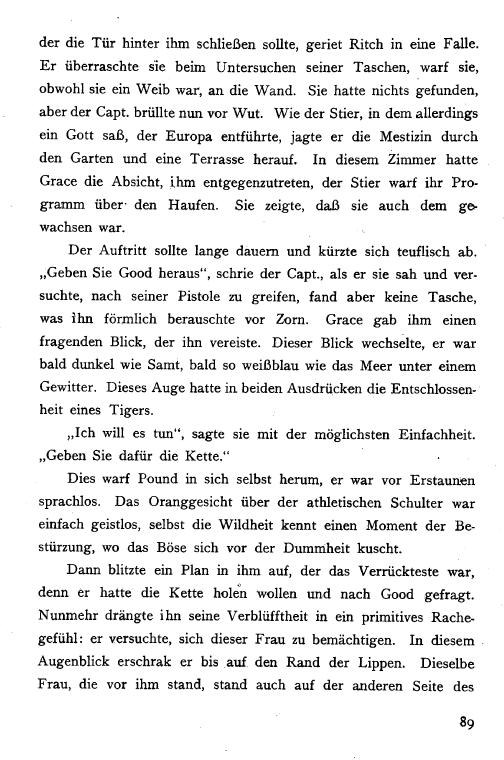 der die Tür hinter ihm schließen sollte, geriet Ritch in eine Falle.
Er überraschte sie beim Untersuchen seiner Taschen, warf sie,
obwohl sie ein Weib war, an die Wand. Sie hatte nichts gefunden,
aber der Capt. brüllte nun vor Wut. Wie der Stier, in dem allerdings
ein Gott saß, der Europa entführte, jagte er die Mestizin durch
den Garten und eine Terrasse herauf. In diesem Zimmer hatte
Grace die Absicht, ihm entgegenzutreten, der Stier warf ihr Pro-
gramm über den Haufen. Sie zeigte, daß sie auch dem ge-
wachsen war.
Der Auftritt sollte lange dauern und kürzte sich teuflisch ab.
„Geben Sie Good heraus“, schrie der Capt., als er sie sah und ver-
suchte, nach seiner Pistole zu greifen, fand aber keine Tasche,
was ihn förmlich berauschte vor Zorn. Grace gab ihm einen
fragenden Blick, der ihn vereiste. Dieser Blick wechselte, er war
bald dunkel wie Samt, bald so weißblau wie das Meer unter einem
Gewitter. Dieses Auge hatte in beiden Ausdrücken die Entschlossen-
heit eines Tigers.
„Ich will es tun“, sagte sie mit der möglichsten Einfachheit.
„Geben Sie dafür die Kette.“
Dies warf Pound in sich selbst herum, er war vor Erstaunen
sprachlos. Das Oranggesicht über der athletischen Schulter war
einfach geistlos, selbst die Wildheit kennt einen Moment der Be-
stürzung, wo das Böse sich vor der Dummheit kuscht.
Dann blitzte ein Plan in ihm auf, der das Verrückteste war,
denn er hatte die Kette holen wollen und nach Good gefragt.
Nunmehr drängte ihn seine Verblüfftheit in ein primitives Rache-
gefühl: er versuchte, sich dieser Frau zu bemächtigen. In diesem
Augenblick erschrak er bis auf den Rand der Lippen. Dieselbe
Frau, die vor ihm stand, stand auch auf der anderen Seite des
89